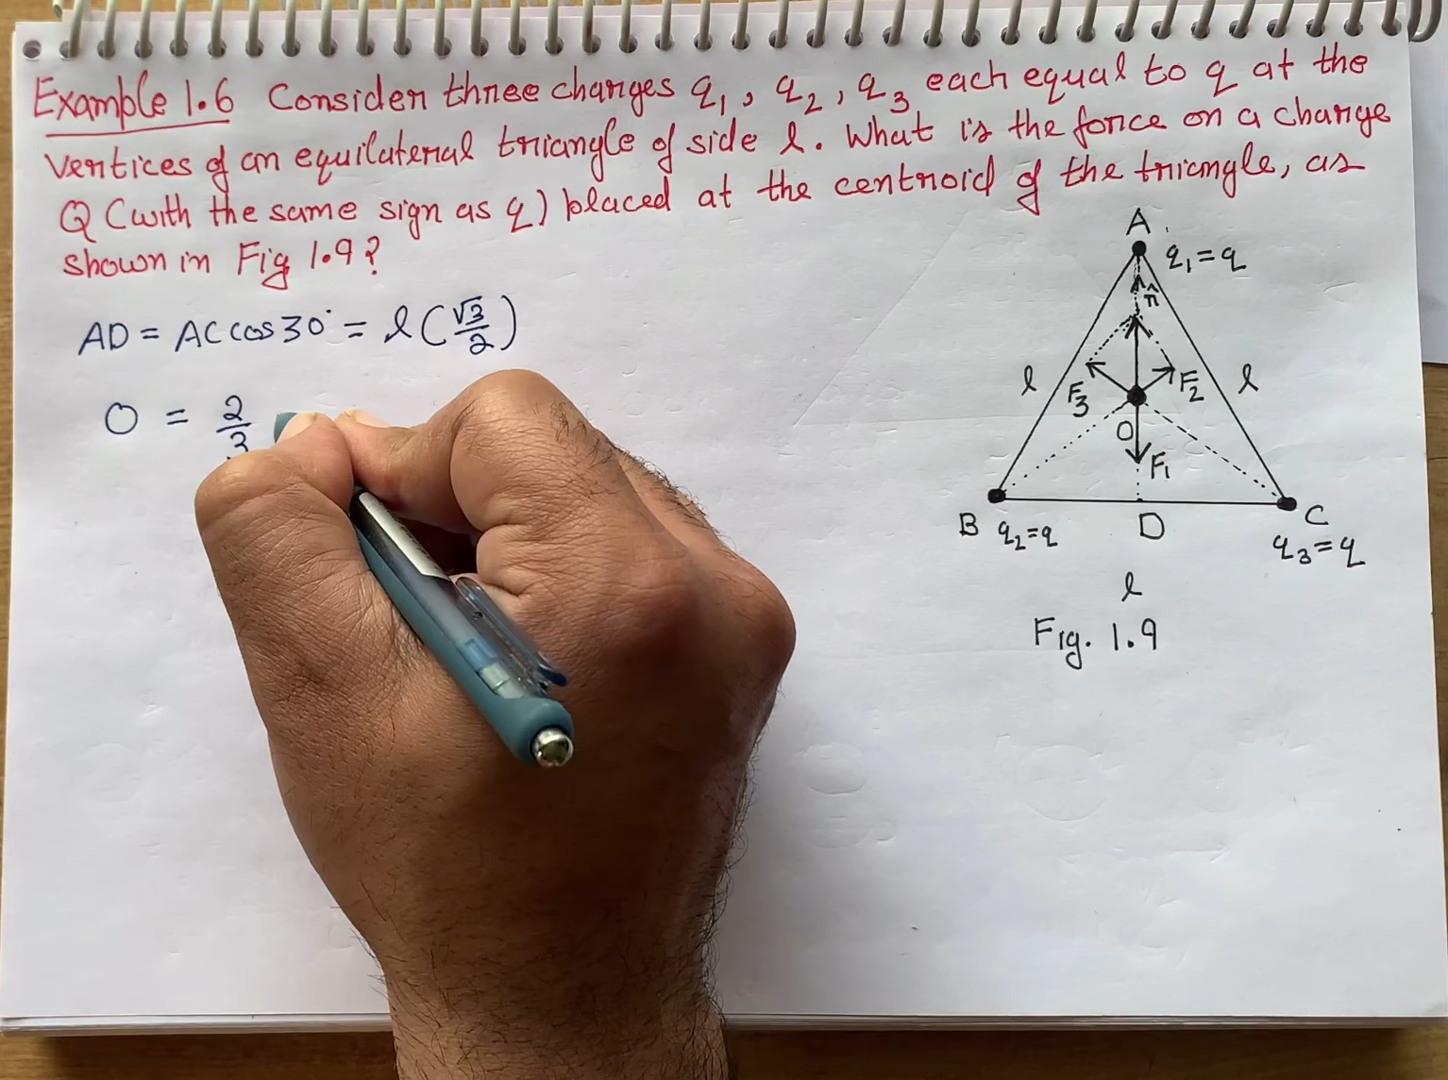 Example 1.6 Consider three charges q₁, q₂, q₃ each equal to q at the
vertices of an equilateral triangle of side l. What is the force on a charge
Q (with the same sign as q) placed at the centroid of the triangle, as
shown in Fig 1.9?
AD = AC cos 30° = l (√3/2)
O = 2/3
A
q₁ = q
n̂
l
F₃
F₂
l
O
F₁
B q₂ = q
D
C
q₃ = q
l
Fig. 1.9